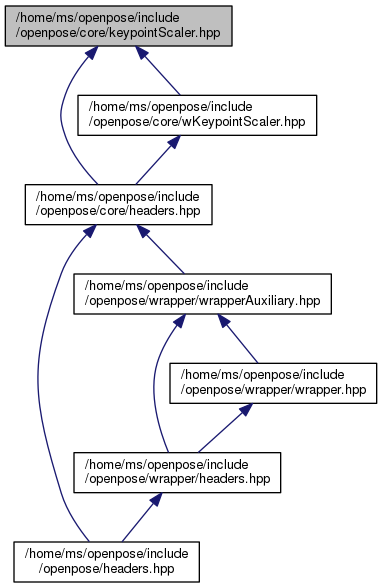 /home/ms/openpose/include
/openpose/core/keypointScaler.hpp
/home/ms/openpose/include
/openpose/core/wKeypointScaler.hpp
/home/ms/openpose/include
/openpose/core/headers.hpp
/home/ms/openpose/include
/openpose/wrapper/wrapperAuxiliary.hpp
/home/ms/openpose/include
/openpose/wrapper/wrapper.hpp
/home/ms/openpose/include
/openpose/wrapper/headers.hpp
/home/ms/openpose/include
/openpose/headers.hpp